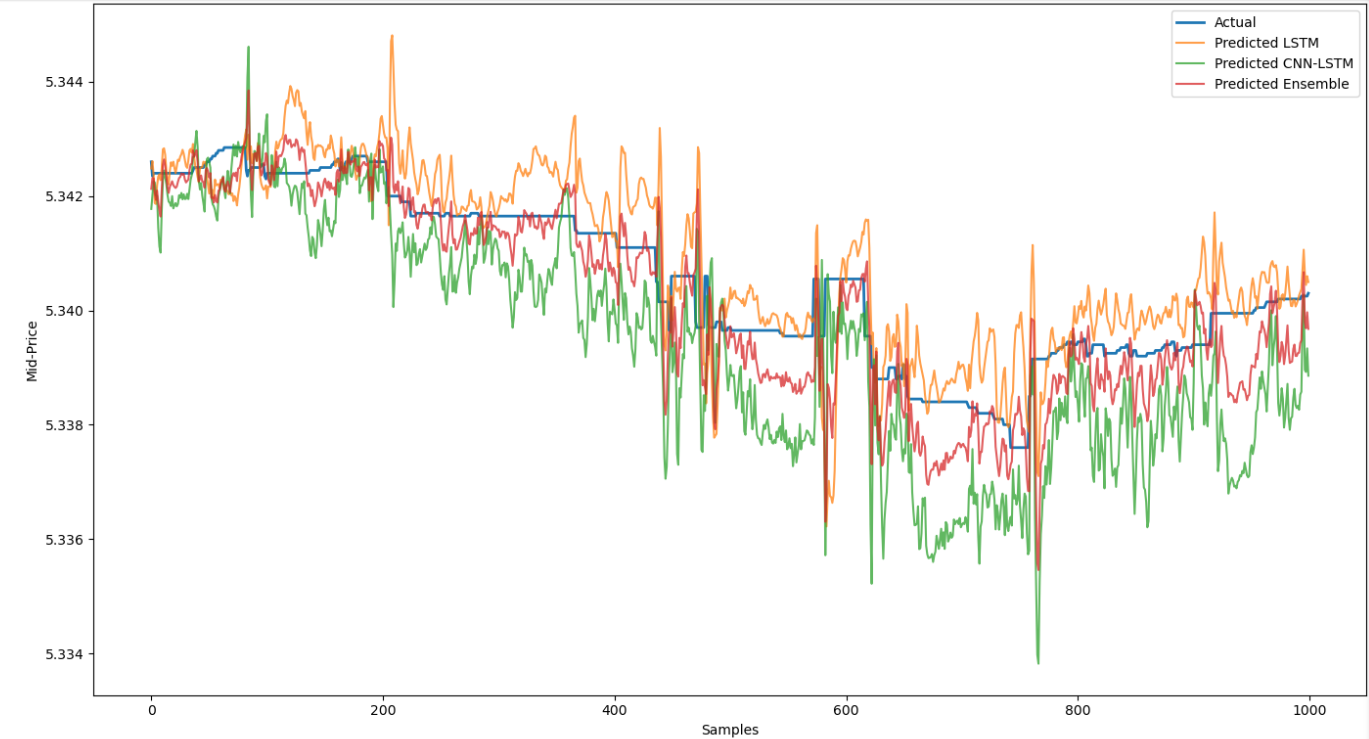 Actual
Predicted LSTM
Predicted CNN-LSTM
Predicted Ensemble
5.344
5.342
5.340
5.338
5.336
5.334
Mid-Price
0 200 400 600 800 1000
Samples